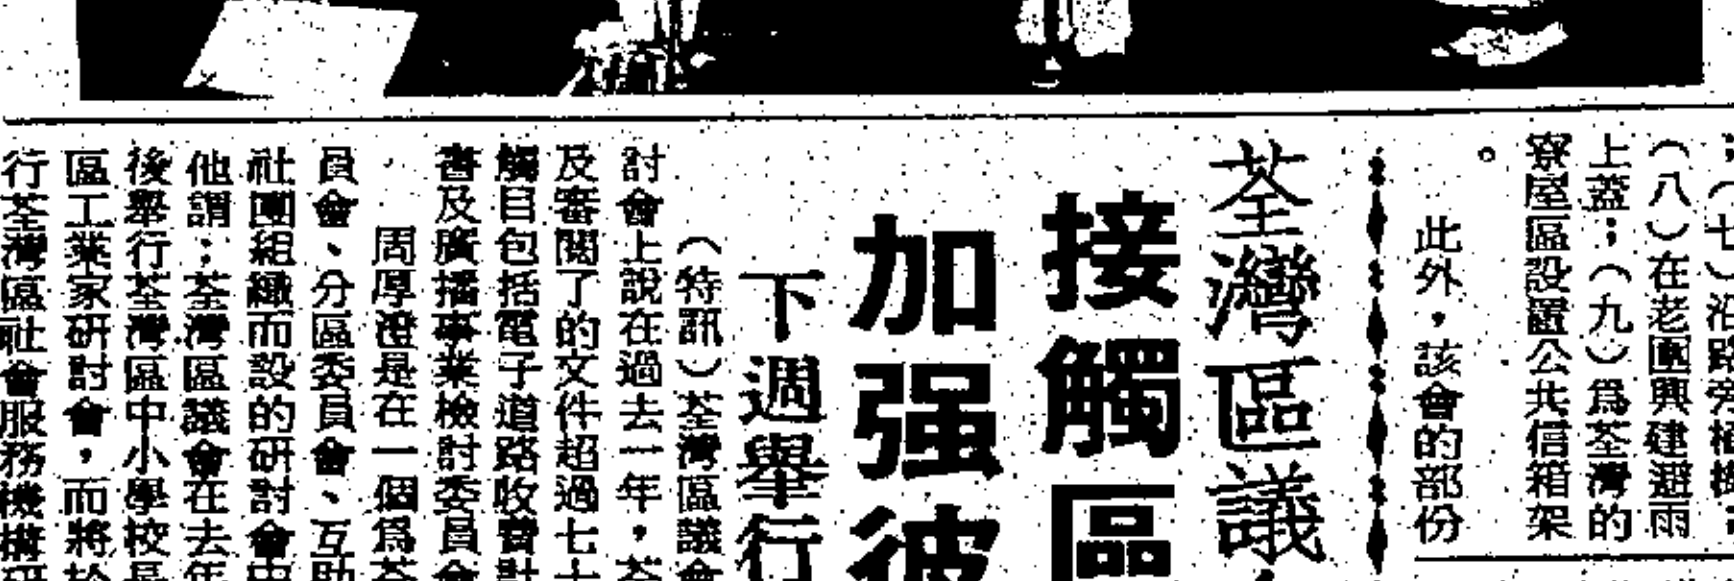 （八）在老圍興建避雨
上蓋；（九）爲荃灣的
寮屋區設置公共信箱架
。
此外，該會的部份
荃灣區議
接觸區
加强彼
下週舉行
（特訊）荃灣區議會
討會上說在過去一年，荃
及審閱了的文件超過七十
觸目包括電子道路收費計
書及廣播事業檢討委員會
周厚澄是在一個爲荃
員會、分區委員會、互助
社團組織而設的研討會中
他謂；荃灣區議會在去年
後舉行荃灣區中小學校長
區工業家研討會，而將於
行荃灣區社會服務機構研